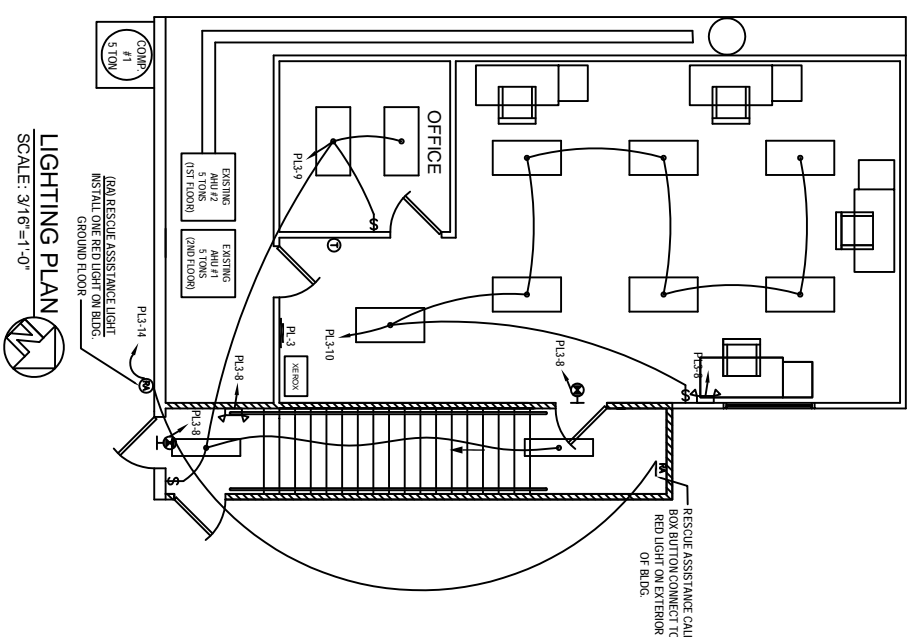 COMP.
#1
5 TON
OFFICE
PL3-9
$
EXISTING
AHU #2
5 TONS
(1ST FLOOR)
EXISTING
AHU #1
5 TONS
(2ND FLOOR)
T
PL-3
XEROX
PL3-10
PL3-8
PL3-8
$
PL3-8
PL3-8
$
RA
RA
PL3-14
(RA) RESCUE ASSISTANCE LIGHT
INSTALL ONE RED LIGHT ON BLDG.
GROUND FLOOR
RESCUE ASSISTANCE CALL
BOX BUTTON CONNECT TO
RED LIGHT ON EXTERIOR
OF BLDG.
LIGHTING PLAN
SCALE: 3/16"=1'-0"